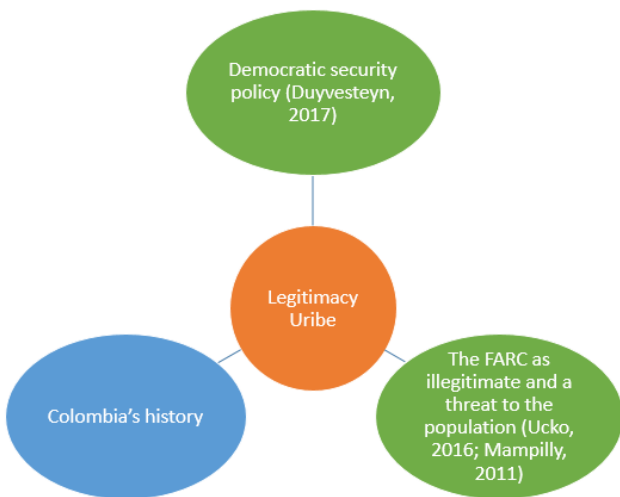 Democratic security
policy (Duyvesteyn,
2017)
Legitimacy
Uribe
Colombia's history
The FARC as
illegitimate and a
threat to the
population (Ucko,
2016; Mampilly,
2011)